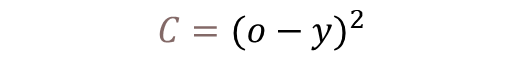 C = (o − y)²